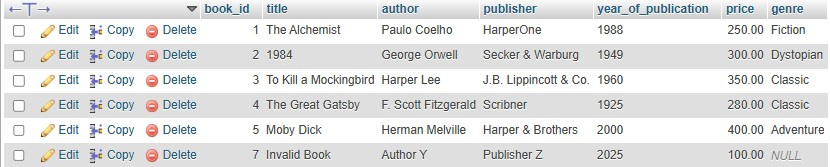 book_id title author publisher year_of_publication price genre
Edit Copy Delete 1 The Alchemist Paulo Coelho HarperOne 1988 250.00 Fiction
Edit Copy Delete 2 1984 George Orwell Secker & Warburg 1949 300.00 Dystopian
Edit Copy Delete 3 To Kill a Mockingbird Harper Lee J.B. Lippincott & Co. 1960 350.00 Classic
Edit Copy Delete 4 The Great Gatsby F. Scott Fitzgerald Scribner 1925 280.00 Classic
Edit Copy Delete 5 Moby Dick Herman Melville Harper & Brothers 2000 400.00 Adventure
Edit Copy Delete 7 Invalid Book Author Y Publisher Z 2025 100.00 NULL